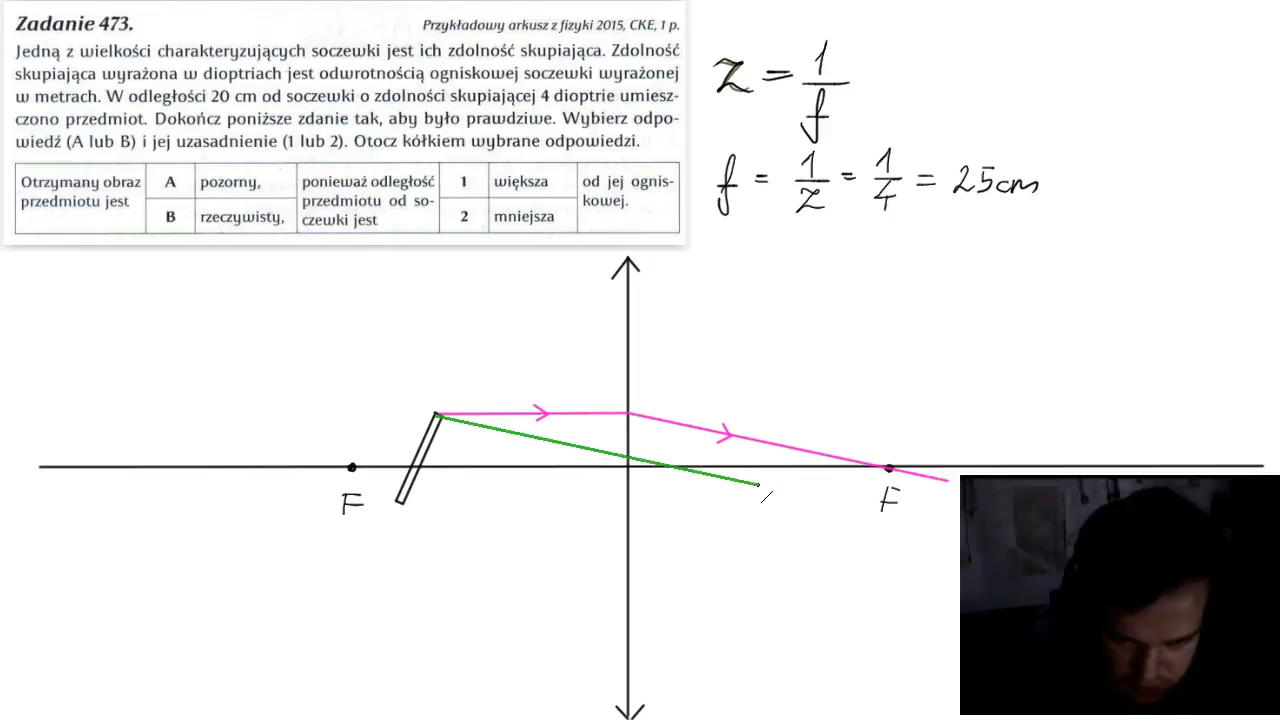 Zadanie 473.
Przykładowy arkusz z fizyki 2015, CKE, 1 p.
Jedną z wielkości charakteryzujących soczewki jest ich zdolność skupiająca. Zdolność
skupiająca wyrażona w dioptriach jest odwrotnością ogniskowej soczewki wyrażonej
w metrach. W odległości 20 cm od soczewki o zdolności skupiającej 4 dioptrie umiesz-
czono przedmiot. Dokończ poniższe zdanie tak, aby było prawdziwe. Wybierz odpo-
wiedź (A lub B) i jej uzasadnienie (1 lub 2). Otocz kółkiem wybrane odpowiedzi.
Otrzymany obraz
przedmiotu jest
A pozorny,
B rzeczywisty,
ponieważ odległość
przedmiotu od so-
czewki jest
1 większa
2 mniejsza
od jej ognis-
kowej.
Z = 1/f
f = 1/Z = 1/4 = 25cm
F
F